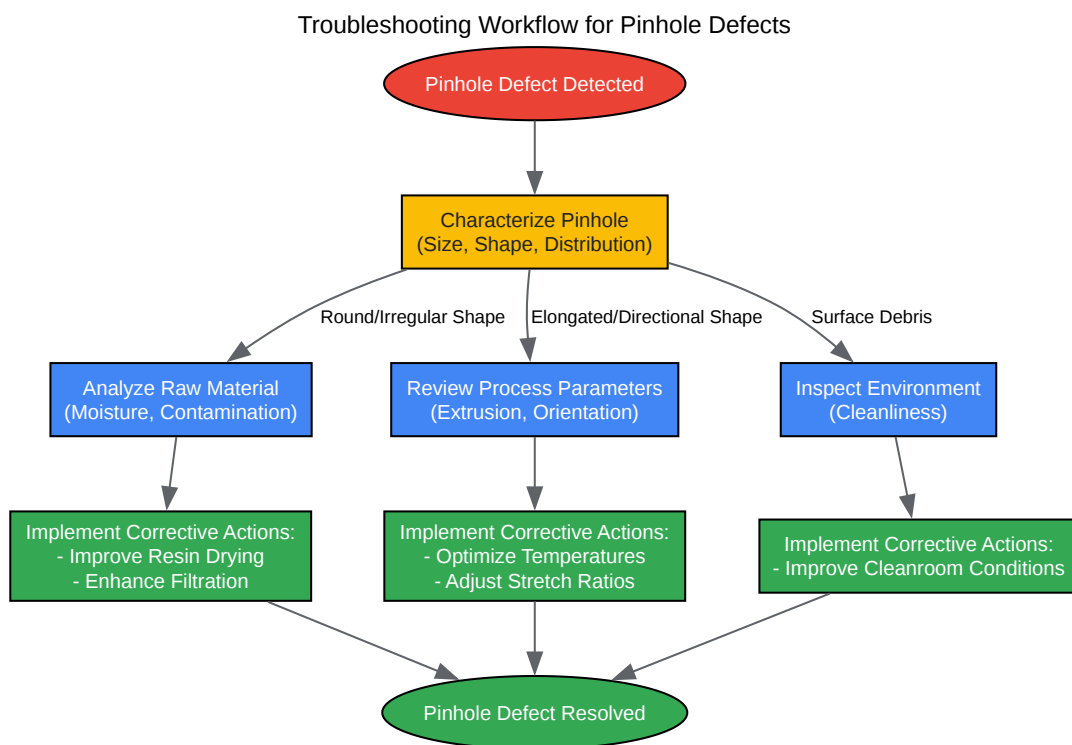 Troubleshooting Workflow for Pinhole Defects
Pinhole Defect Detected
Characterize Pinhole
(Size, Shape, Distribution)
Round/Irregular Shape
Elongated/Directional Shape
Surface Debris
Analyze Raw Material
(Moisture, Contamination)
Review Process Parameters
(Extrusion, Orientation)
Inspect Environment
(Cleanliness)
Implement Corrective Actions:
- Improve Resin Drying
- Enhance Filtration
Implement Corrective Actions:
- Optimize Temperatures
- Adjust Stretch Ratios
Implement Corrective Actions:
- Improve Cleanroom Conditions
Pinhole Defect Resolved